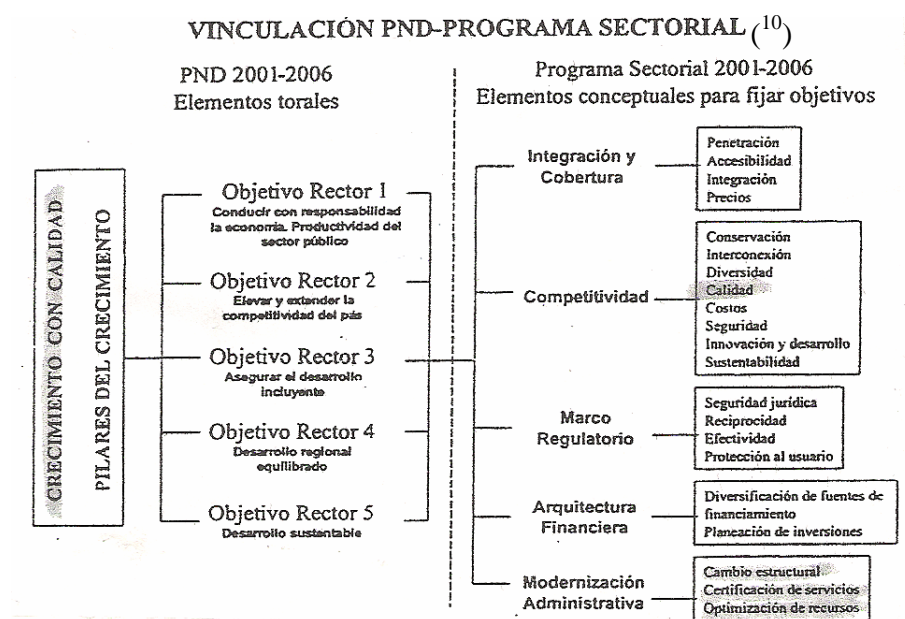 VINCULACIÓN PND-PROGRAMA SECTORIAL (10)
PND 2001-2006
Elementos torales
Programa Sectorial 2001-2006
Elementos conceptuales para fijar objetivos
CRECIMIENTO CON CALIDAD
PILARES DEL CRECIMIENTO
Objetivo Rector 1
Conducir con responsabilidad
la economía. Productividad del
sector público
Objetivo Rector 2
Elevar y extender la
competitividad del país
Objetivo Rector 3
Asegurar el desarrollo
incluyente
Objetivo Rector 4
Desarrollo regional
equilibrado
Objetivo Rector 5
Desarrollo sustentable
Integración y
Cobertura
Penetración
Accesibilidad
Integración
Precios
Competitividad
Conservación
Interconexión
Diversidad
Calidad
Costos
Seguridad
Innovación y desarrollo
Sustentabilidad
Marco
Regulatorio
Seguridad jurídica
Reciprocidad
Efectividad
Protección al usuario
Arquitectura
Financiera
Diversificación de fuentes de
financiamiento
Planeación de inversiones
Modernización
Administrativa
Cambio estructural
Certificación de servicios
Optimización de recursos